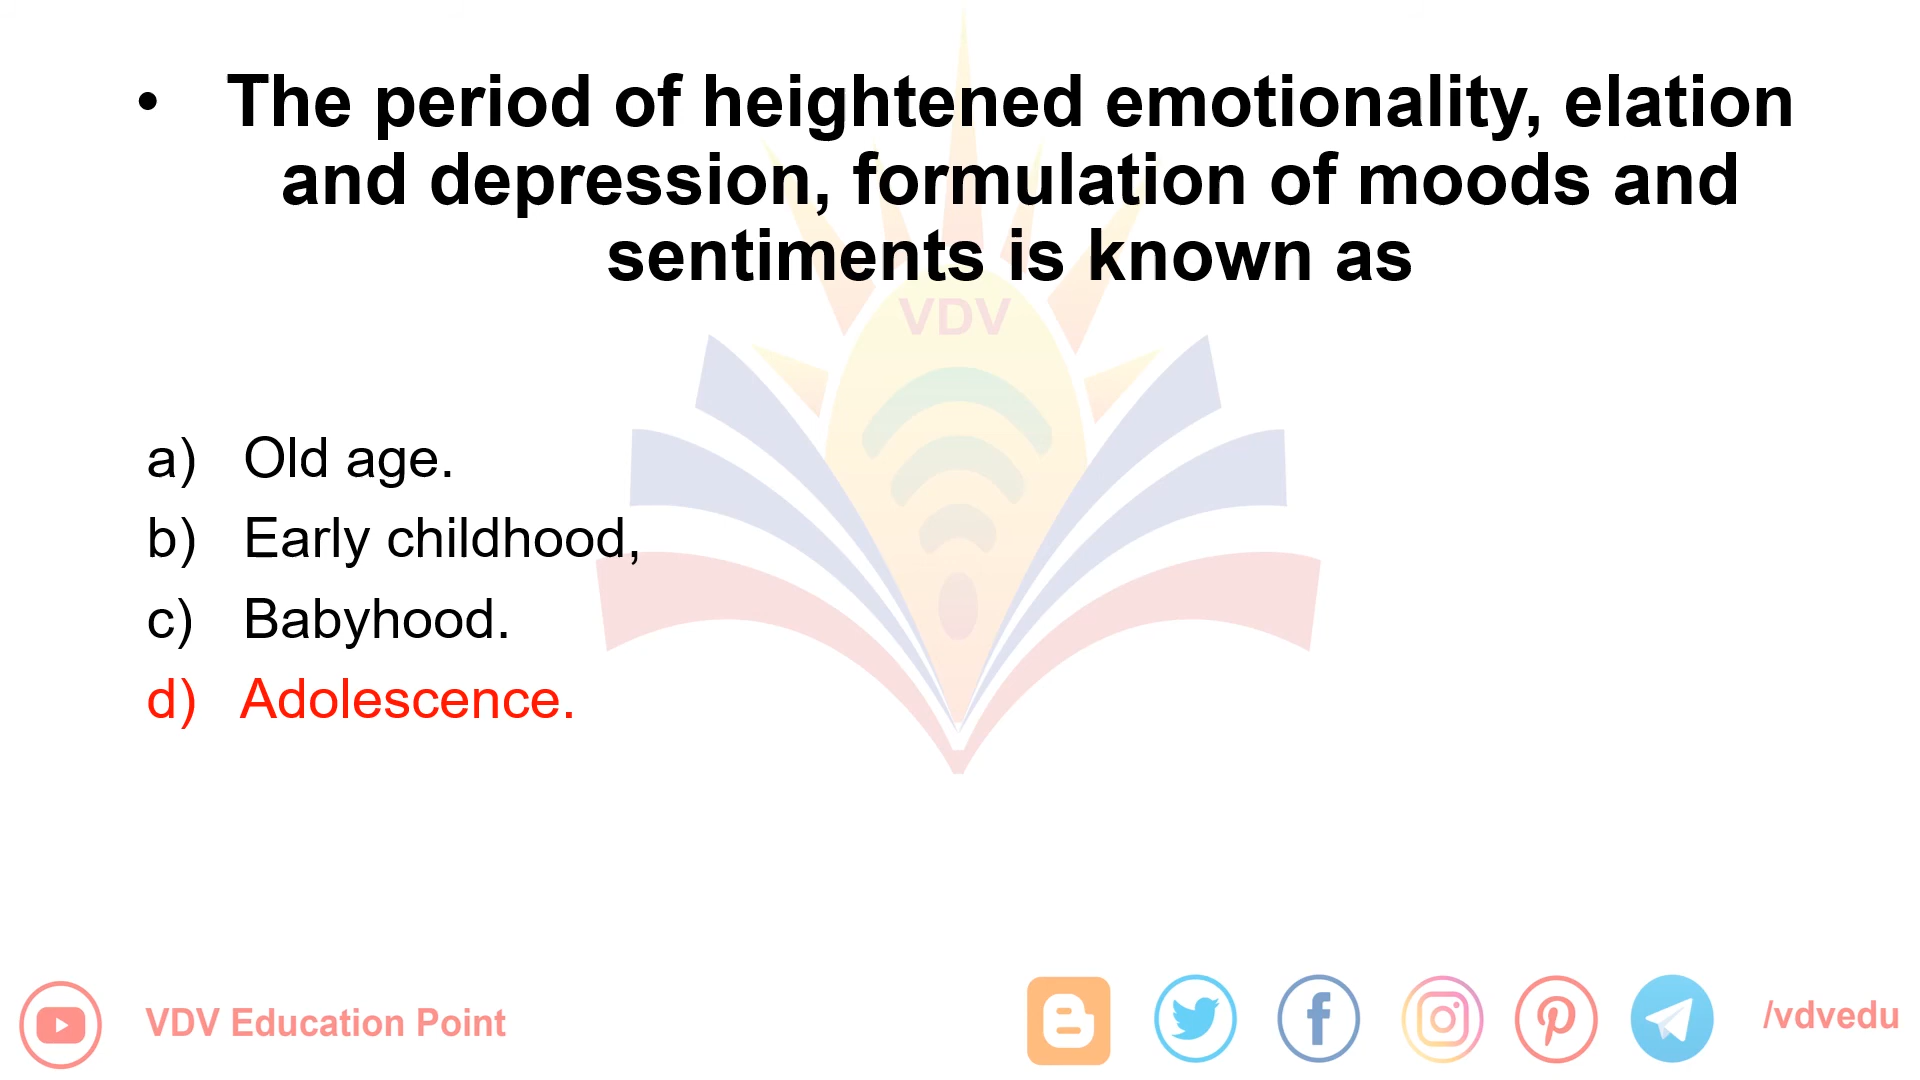 • The period of heightened emotionality, elation
and depression, formulation of moods and
sentiments is known as
VDV
a) Old age.
b) Early childhood,
c) Babyhood.
d) Adolescence.
VDV Education Point
/vdvedu